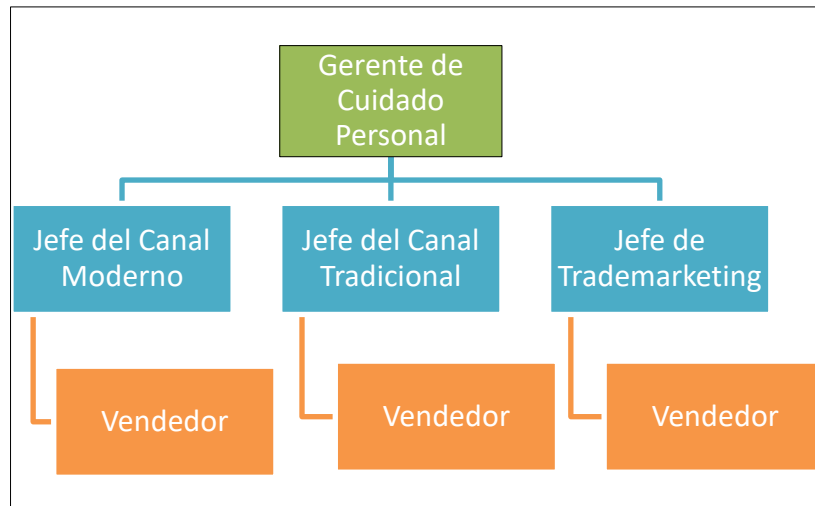 Gerente de
Cuidado
Personal
Jefe del Canal
Moderno
Jefe del Canal
Tradicional
Jefe de
Trademarketing
Vendedor
Vendedor
Vendedor